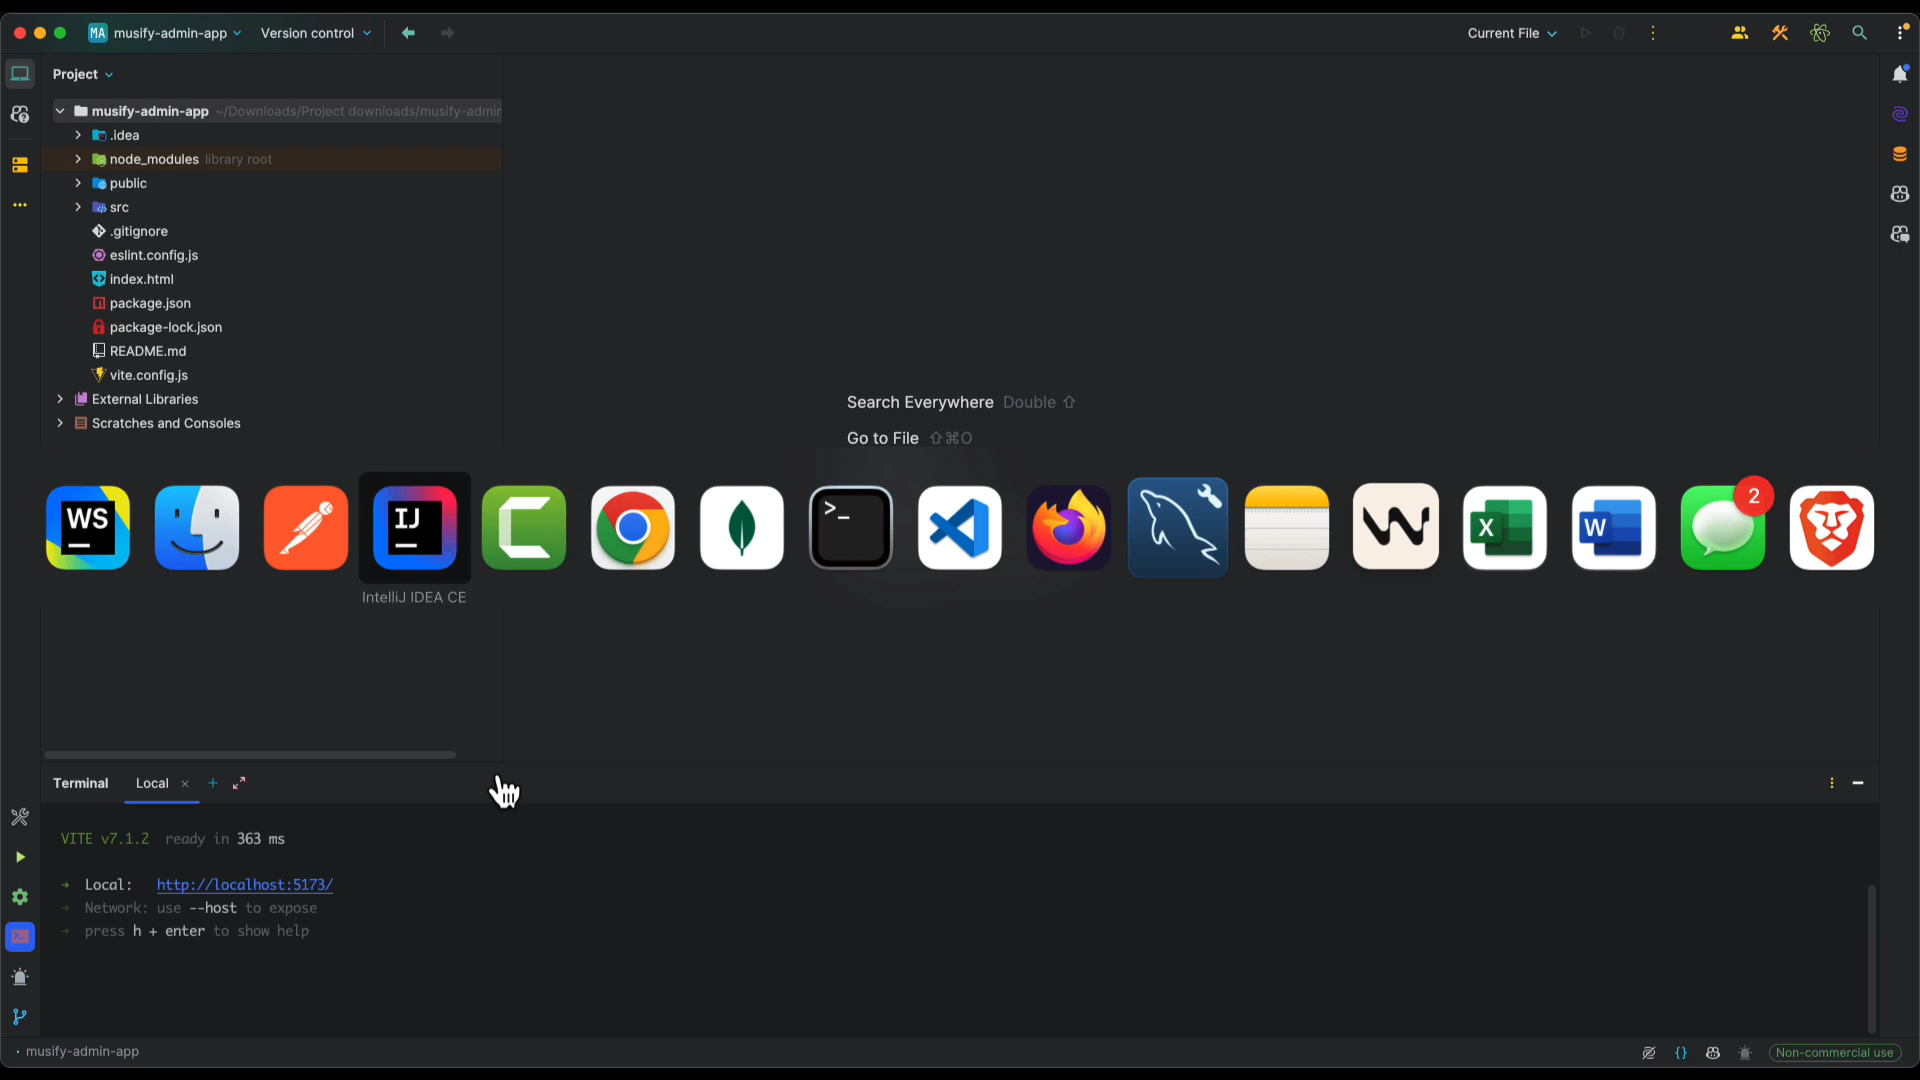 MA musify-admin-app Version control Current File
Project
musify-admin-app ~/Downloads/Project downloads/musify-admin
.idea
node_modules library root
public
src
.gitignore
eslint.config.js
index.html
package.json
package-lock.json
README.md
vite.config.js
External Libraries
Scratches and Consoles
Search Everywhere Double ⇧
Go to File ⇧⌘O
WS
IJ
>_
X
W
2
IntelliJ IDEA CE
Terminal Local × +
VITE v7.1.2 ready in 363 ms
➜ Local: http://localhost:5173/
➜ Network: use --host to expose
➜ press h + enter to show help
musify-admin-app
{}
Non-commercial use